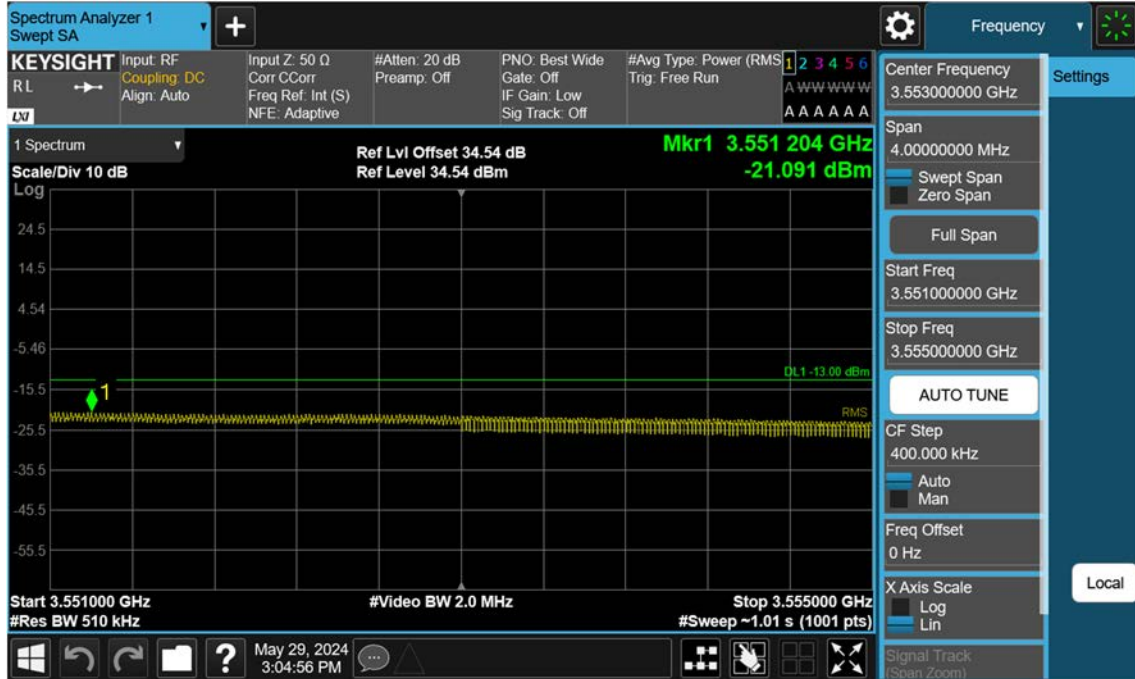 Spectrum Analyzer 1
Swept SA
Frequency
KEYSIGHT
R L
LXI
Input: RF
Coupling: DC
Align: Auto
Input Z: 50 Ω
Corr CCorr
Freq Ref: Int (S)
NFE: Adaptive
#Atten: 20 dB
Preamp: Off
PNO: Best Wide
Gate: Off
IF Gain: Low
Sig Track: Off
#Avg Type: Power (RMS
Trig: Free Run
1 2 3 4 5 6
A W W W W W
A A A A A A
1 Spectrum
Scale/Div 10 dB
Ref Lvl Offset 34.54 dB
Ref Level 34.54 dBm
Mkr1 3.551 204 GHz
-21.091 dBm
Log
24.5
14.5
4.54
-5.46
-15.5
-25.5
-35.5
-45.5
-55.5
1
DL1 -13.00 dBm
RMS
Start 3.551000 GHz
#Res BW 510 kHz
#Video BW 2.0 MHz
Stop 3.555000 GHz
#Sweep ~1.01 s (1001 pts)
Center Frequency
3.553000000 GHz
Span
4.00000000 MHz
Swept Span
Zero Span
Full Span
Start Freq
3.551000000 GHz
Stop Freq
3.555000000 GHz
AUTO TUNE
CF Step
400.000 kHz
Auto
Man
Freq Offset
0 Hz
X Axis Scale
Log
Lin
Signal Track
(Span Zoom)
Settings
Local
?
May 29, 2024
3:04:56 PM